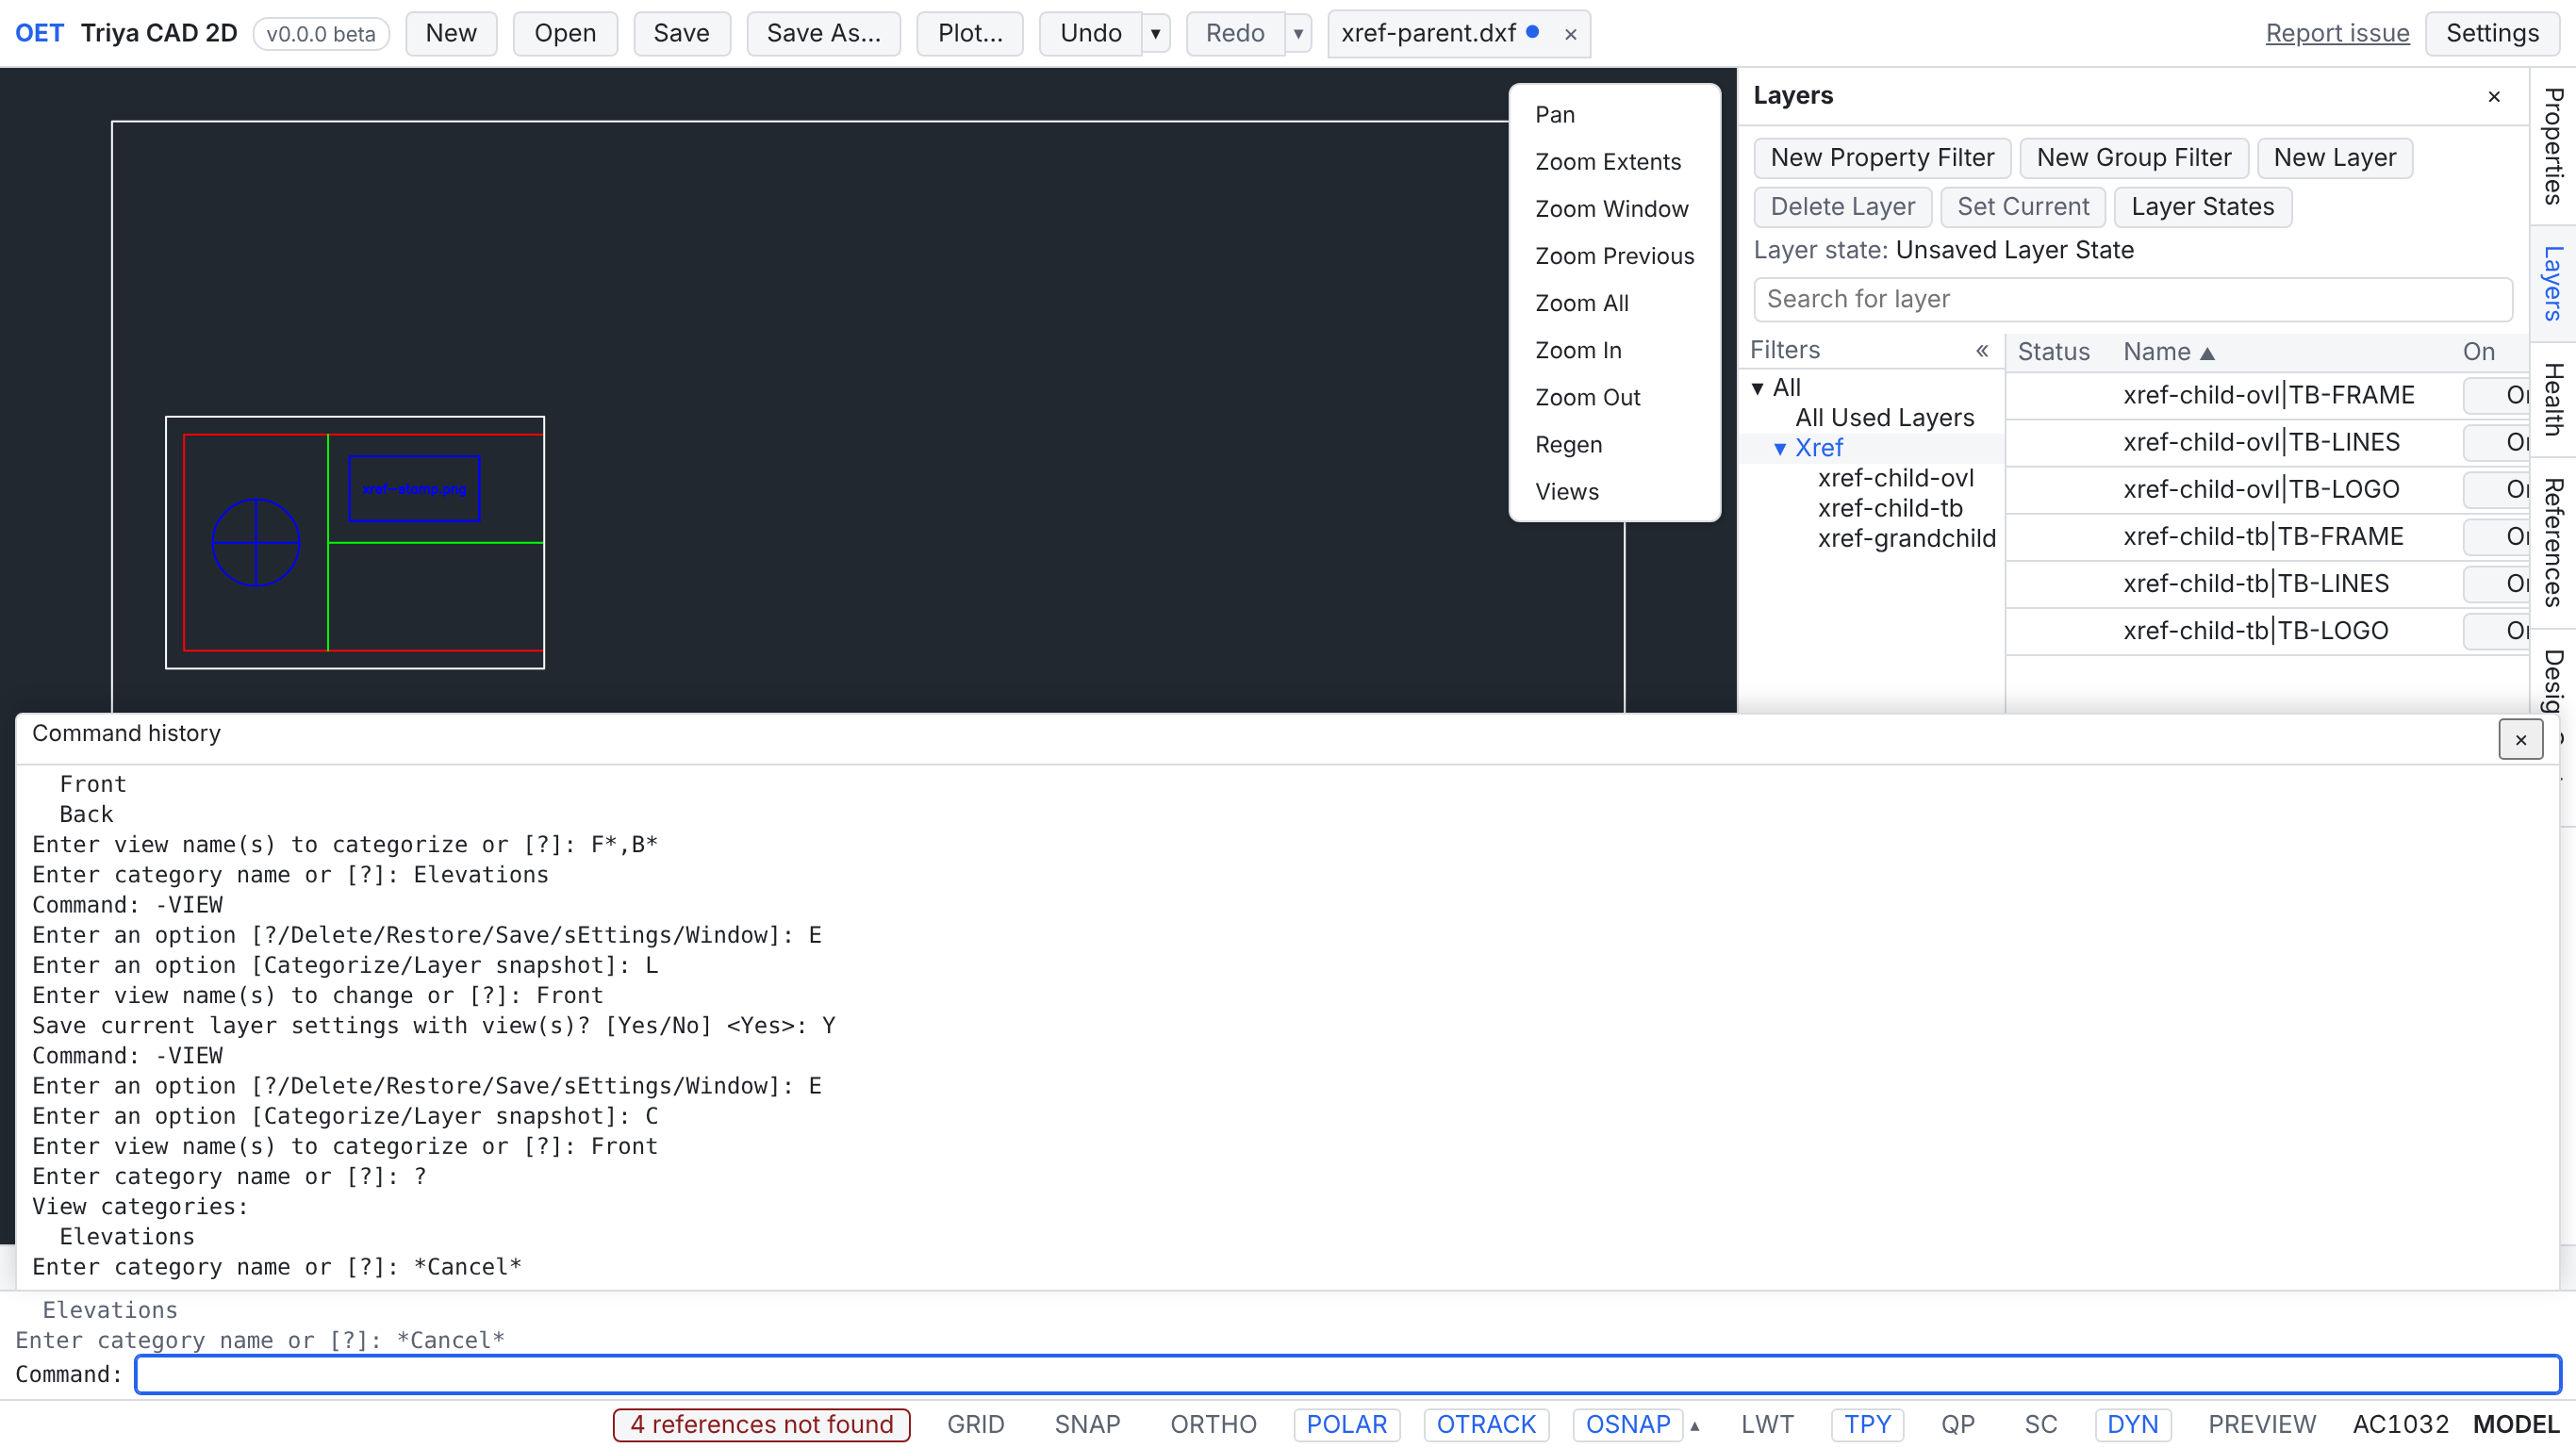 OET Triya CAD 2D v0.0.0 beta New Open Save Save As... Plot... Undo ▼ Redo ▼ xref-parent.dxf × Report issue Settings
Pan
Zoom Extents
Zoom Window
Zoom Previous
Zoom All
Zoom In
Zoom Out
Regen
Views
xref-stamp.png
Layers ×
New Property Filter New Group Filter New Layer
Delete Layer Set Current Layer States
Layer state: Unsaved Layer State
Search for layer
Filters «
▼ All
All Used Layers
▼ Xref
xref-child-ovl
xref-child-tb
xref-grandchild
Status Name ▲ On
xref-child-ovl|TB-FRAME
xref-child-ovl|TB-LINES
xref-child-ovl|TB-LOGO
xref-child-tb|TB-FRAME
xref-child-tb|TB-LINES
xref-child-tb|TB-LOGO
Properties
Layers
Health
References
Command history ×
Front
Back
Enter view name(s) to categorize or [?]: F*,B*
Enter category name or [?]: Elevations
Command: -VIEW
Enter an option [?/Delete/Restore/Save/sEttings/Window]: E
Enter an option [Categorize/Layer snapshot]: L
Enter view name(s) to change or [?]: Front
Save current layer settings with view(s)? [Yes/No] <Yes>: Y
Command: -VIEW
Enter an option [?/Delete/Restore/Save/sEttings/Window]: E
Enter an option [Categorize/Layer snapshot]: C
Enter view name(s) to categorize or [?]: Front
Enter category name or [?]: ?
View categories:
Elevations
Enter category name or [?]: *Cancel*
Elevations
Enter category name or [?]: *Cancel*
Command:
4 references not found GRID SNAP ORTHO POLAR OTRACK OSNAP ▲ LWT TPY QP SC DYN PREVIEW AC1032 MODEL